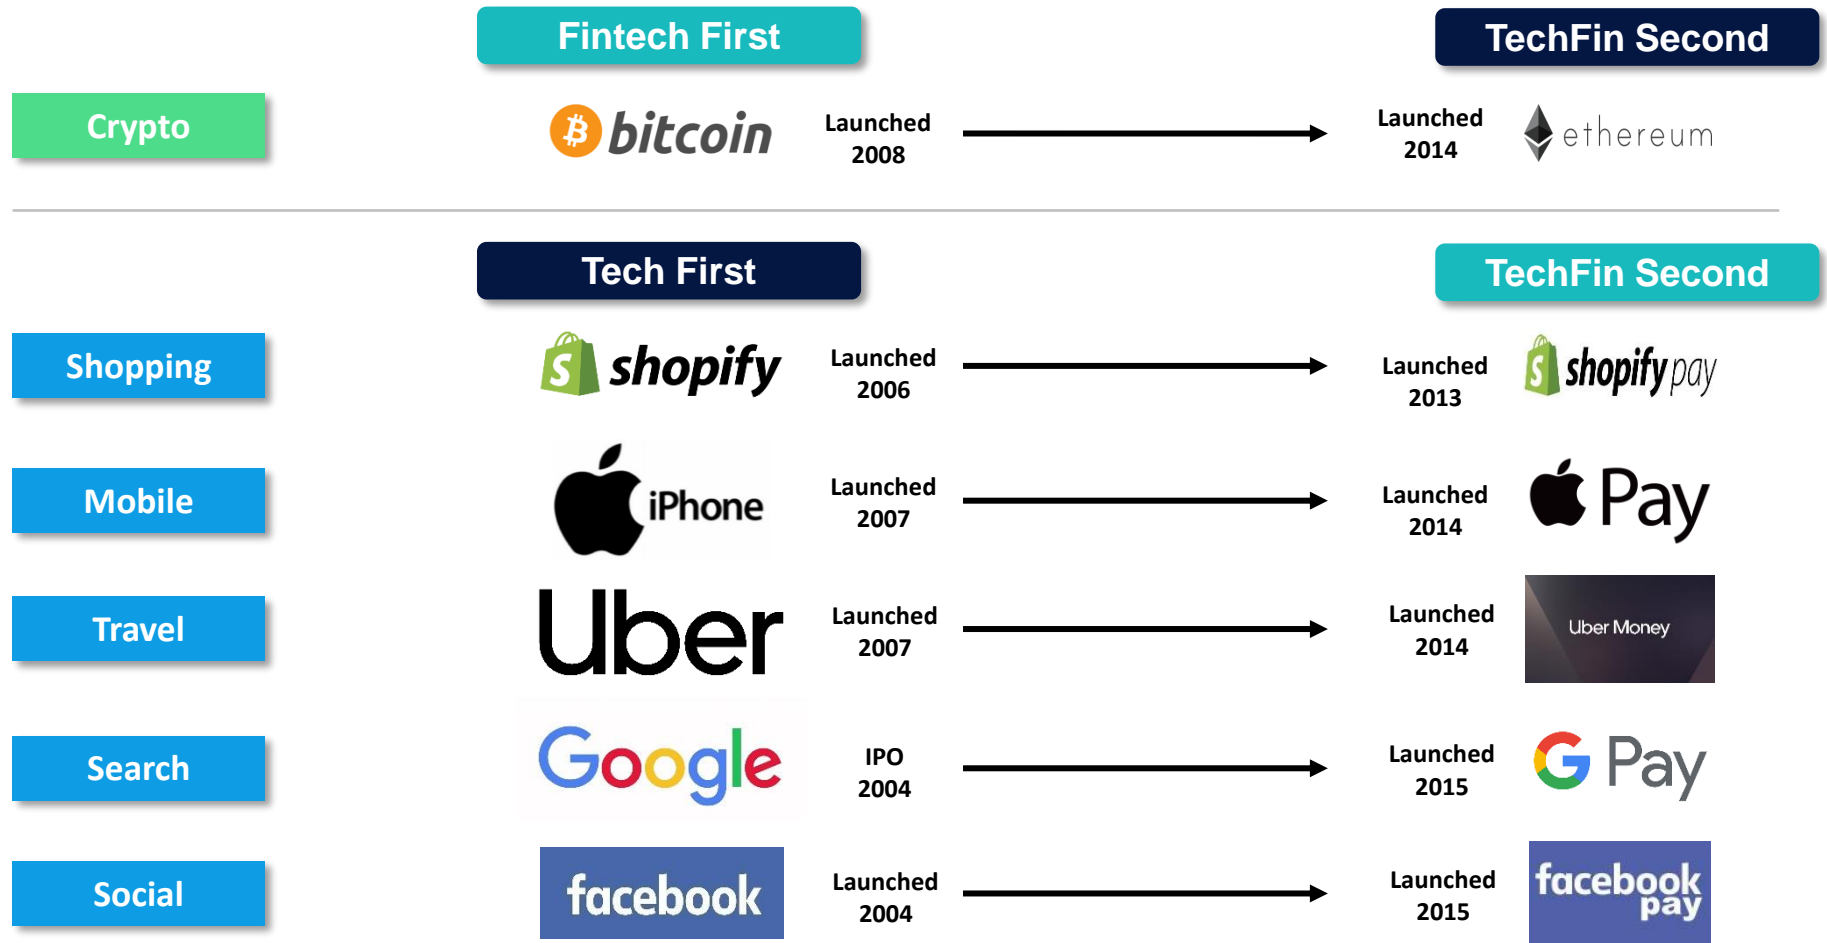 Fintech First
TechFin Second
Crypto
bitcoin
Launched
2008
Launched
2014
ethereum
Tech First
TechFin Second
Shopping
shopify
Launched
2006
Launched
2013
shopify pay
Mobile
iPhone
Launched
2007
Launched
2014
Pay
Travel
Uber
Launched
2007
Launched
2014
Uber Money
Search
Google
IPO
2004
Launched
2015
G Pay
Social
facebook
Launched
2004
Launched
2015
facebook
pay